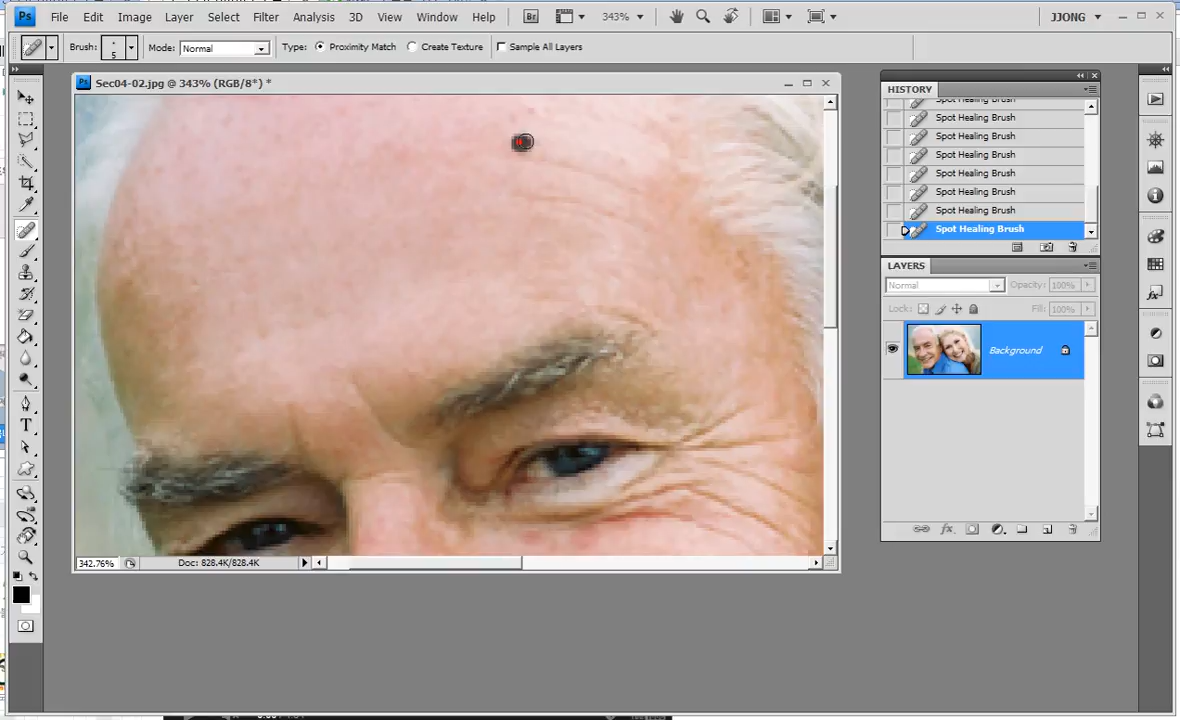 Ps File Edit Image Layer Select Filter Analysis 3D View Window Help Br 343% JJONG
Brush: 5 Mode: Normal Type: Proximity Match Create Texture Sample All Layers
Ps Sec04-02.jpg @ 343% (RGB/8*) *
HISTORY
Spot Healing Brush
Spot Healing Brush
Spot Healing Brush
Spot Healing Brush
Spot Healing Brush
Spot Healing Brush
Spot Healing Brush
Spot Healing Brush
LAYERS
Normal Opacity: 100%
Lock: Fill: 100%
Background
fx
T
342.76% Doc: 828.4K/828.4K